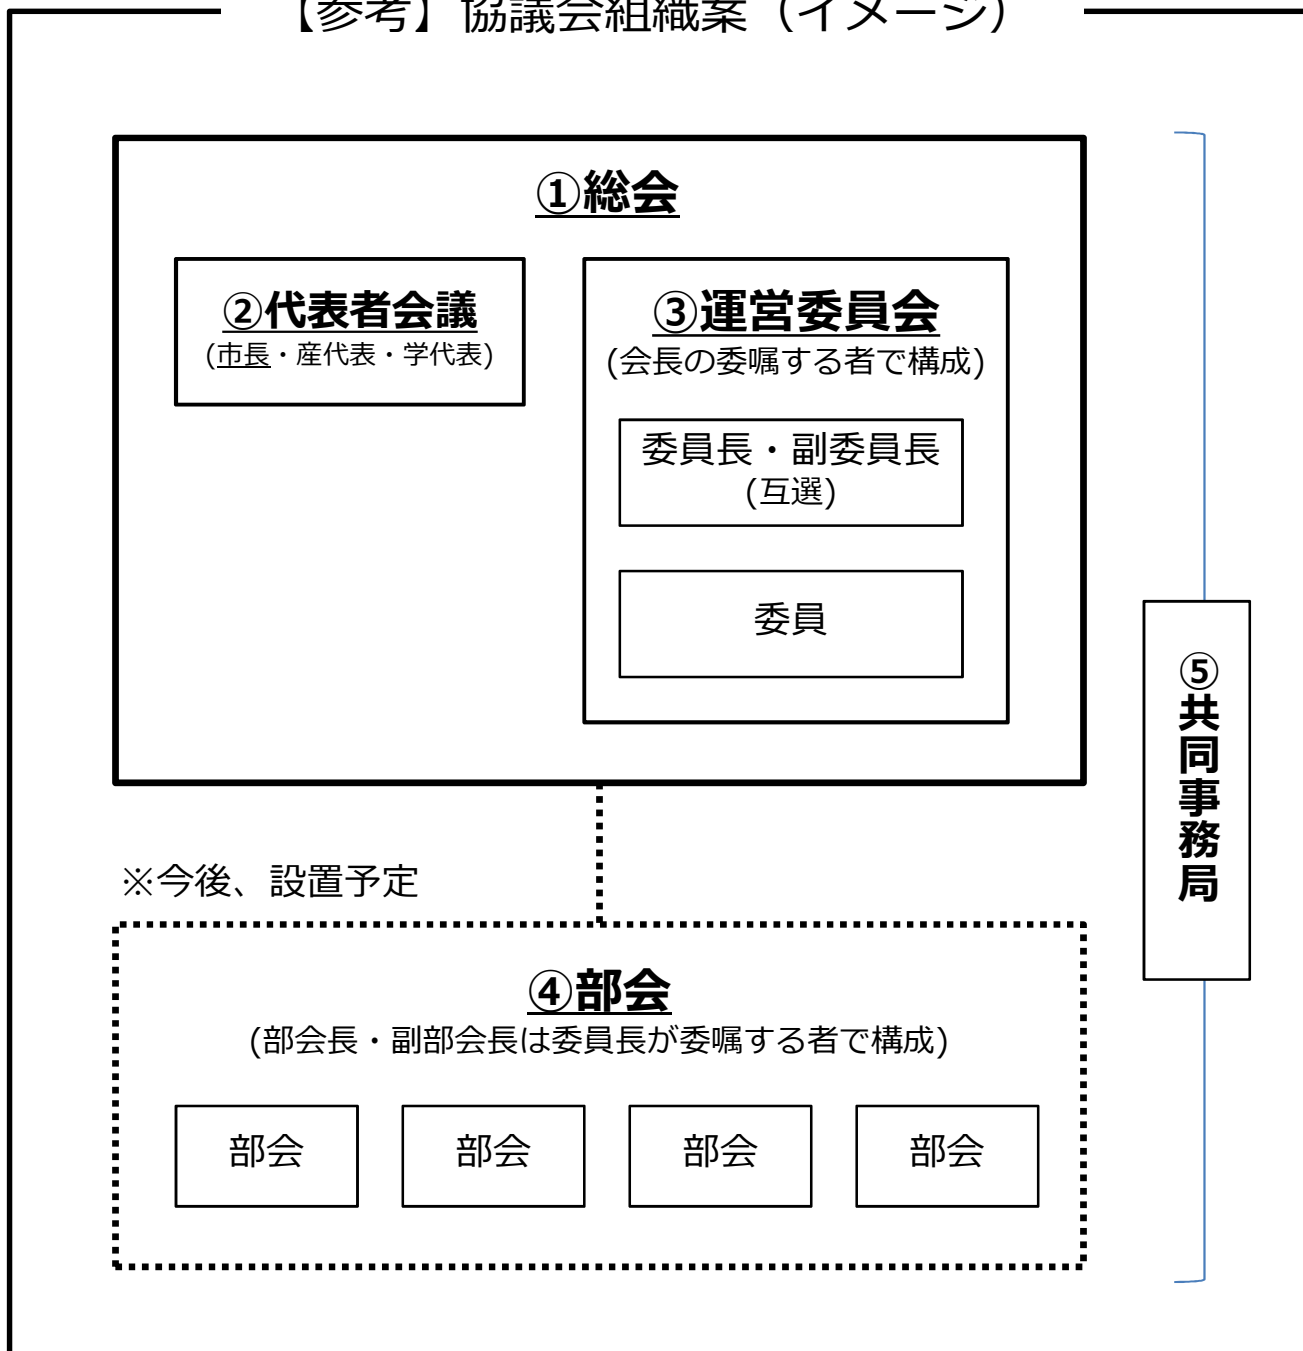 【参考】協議会組織案（イメージ）
①総会
②代表者会議
(市長・産代表・学代表)
③運営委員会
(会長の委嘱する者で構成)
委員長・副委員長
(互選)
委員
⑤共同事務局
※今後、設置予定
④部会
(部会長・副部会長は委員長が委嘱する者で構成)
部会
部会
部会
部会